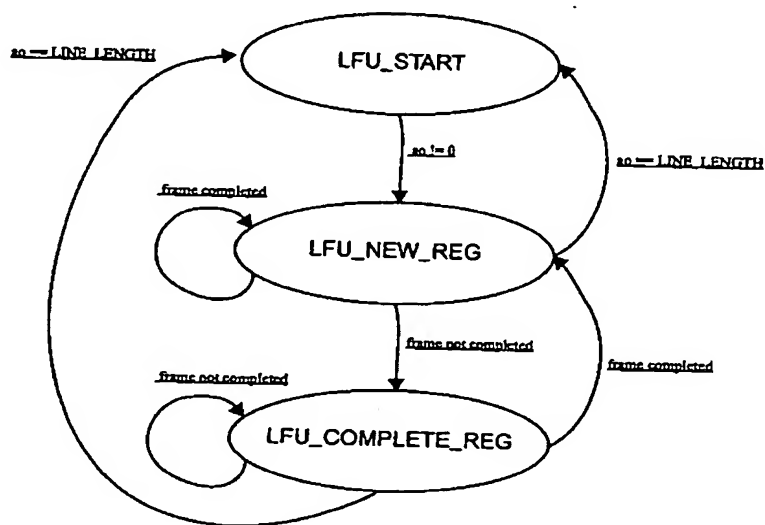 ao == LINE_LENGTH
LFU_START
ao != 0
ao == LINE_LENGTH
frame completed
LFU_NEW_REG
frame not completed
frame completed
frame not completed
LFU_COMPLETE_REG